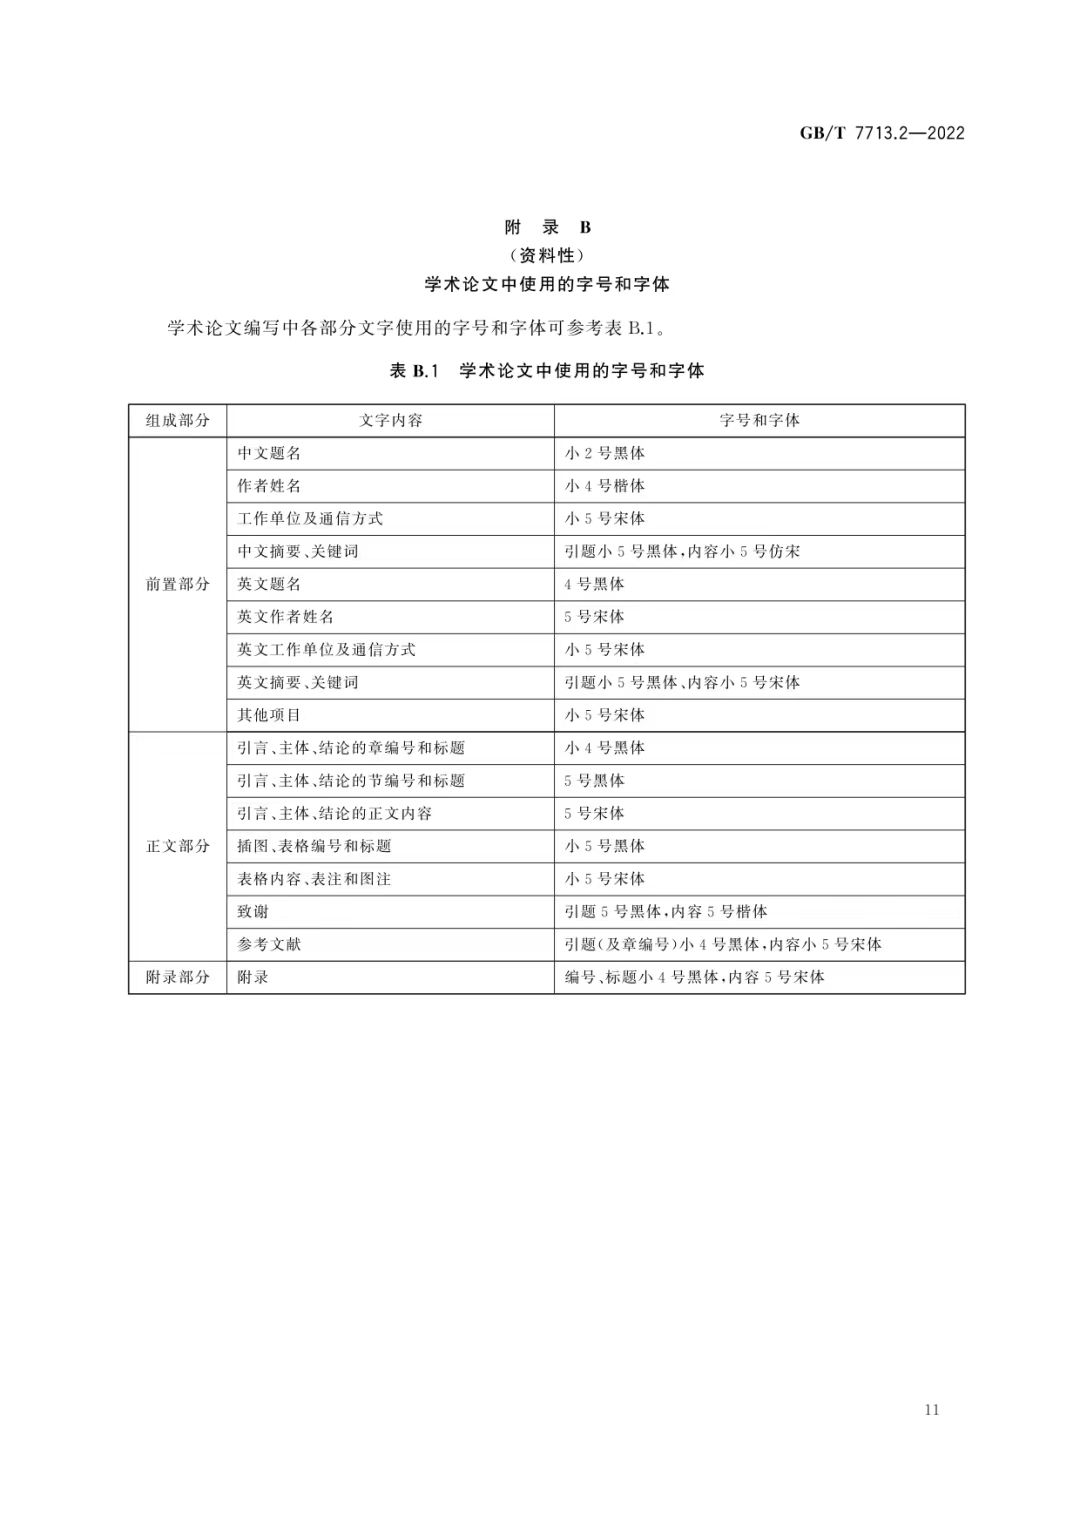 GB/T 7713.2—2022
附 录 B
（资料性）
学术论文中使用的字号和字体
学术论文编写中各部分文字使用的字号和字体可参考表 B.1。
表 B.1 学术论文中使用的字号和字体
组成部分 文字内容 字号和字体
中文题名 小 2 号黑体
作者姓名 小 4 号楷体
工作单位及通信方式 小 5 号宋体
中文摘要、关键词 引题小 5 号黑体，内容小 5 号仿宋
前置部分 英文题名 4 号黑体
英文作者姓名 5 号宋体
英文工作单位及通信方式 小 5 号宋体
英文摘要、关键词 引题小 5 号黑体、内容小 5 号宋体
其他项目 小 5 号宋体
引言、主体、结论的章编号和标题 小 4 号黑体
引言、主体、结论的节编号和标题 5 号黑体
引言、主体、结论的正文内容 5 号宋体
正文部分 插图、表格编号和标题 小 5 号黑体
表格内容、表注和图注 小 5 号宋体
致谢 引题 5 号黑体，内容 5 号楷体
参考文献 引题（及章编号）小 4 号黑体，内容小 5 号宋体
附录部分 附录 编号、标题小 4 号黑体，内容 5 号宋体
11